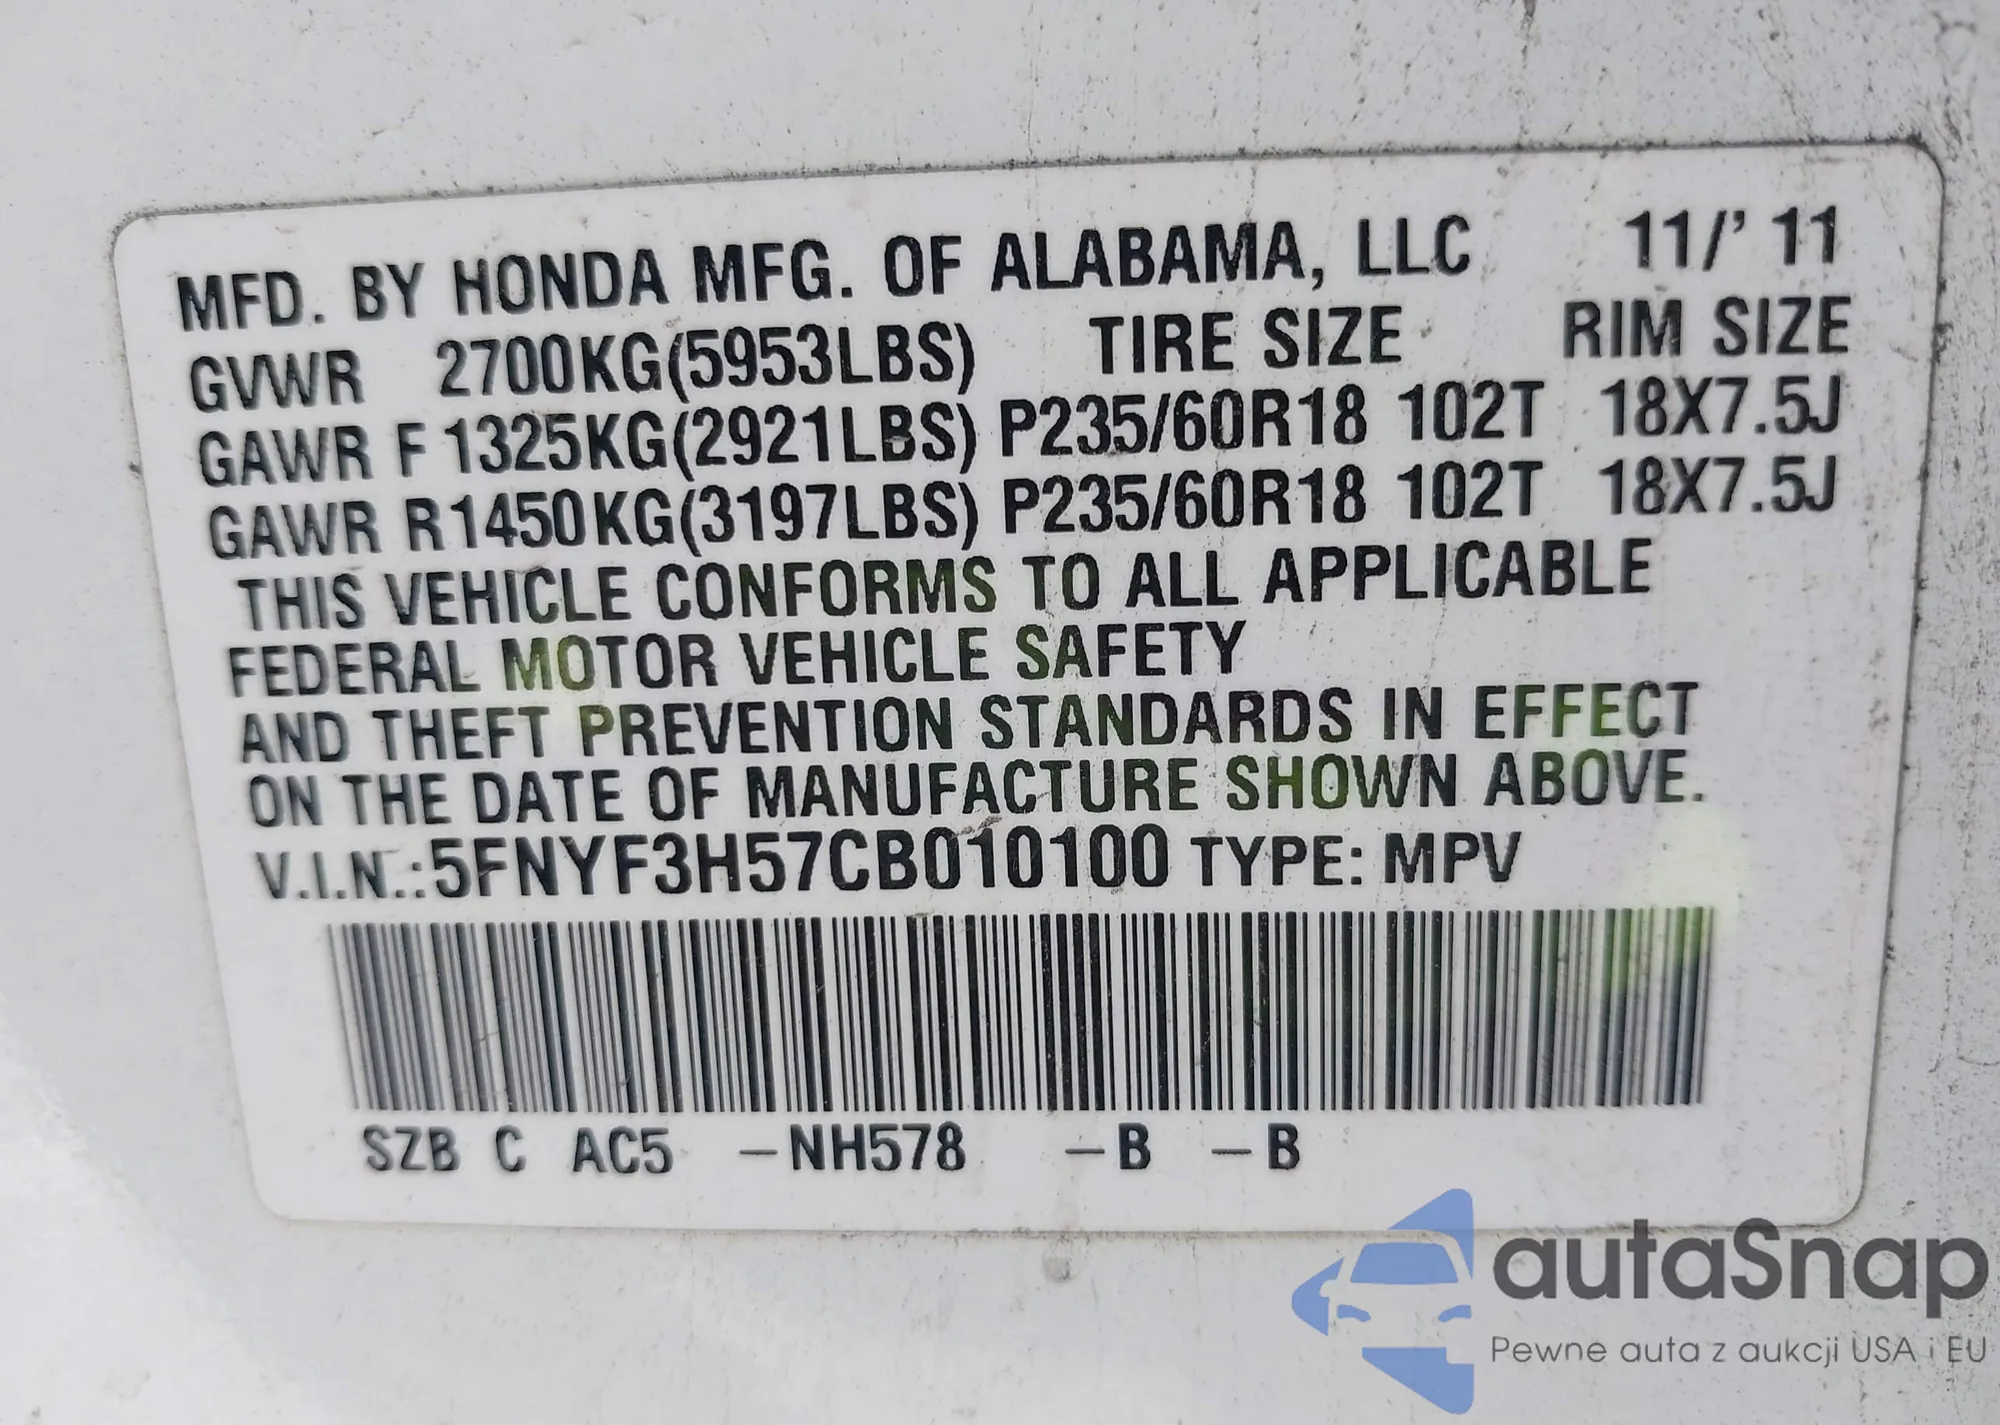 MFD. BY HONDA MFG. OF ALABAMA, LLC 11/' 11
GVWR 2700KG(5953LBS) TIRE SIZE RIM SIZE
GAWR F 1325KG(2921LBS) P235/60R18 102T 18X7.5J
GAWR R1450KG(3197LBS) P235/60R18 102T 18X7.5J
THIS VEHICLE CONFORMS TO ALL APPLICABLE
FEDERAL MOTOR VEHICLE SAFETY
AND THEFT PREVENTION STANDARDS IN EFFECT
ON THE DATE OF MANUFACTURE SHOWN ABOVE.
V.I.N.:5FNYF3H57CB010100 TYPE: MPV
SZB C AC5 –NH578 –B –B
autaSnap
Pewne auta z aukcji USA i EU